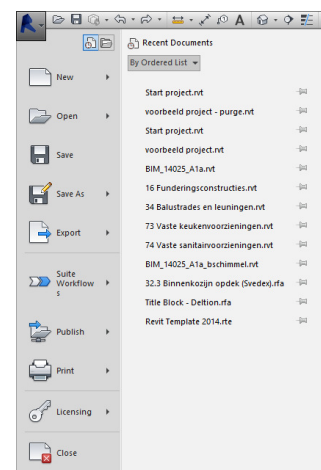 A
Recent Documents
By Ordered List
New
Open
Save
Save As
Export
Suite
Workflow
s
Publish
Print
Licensing
Close
Start project.rvt
voorbeeld project - purge.rvt
Start project.rvt
voorbeeld project.rvt
BIM_14025_A1a.rvt
16 Funderingsconstructies.rvt
34 Balustrades en leuningen.rvt
73 Vaste keukenvoorzieningen.rvt
74 Vaste sanitairvoorzieningen.rvt
BIM_14025_A1a_bschimmel.rvt
32.3 Binnenkozijn opdek (Svedex).rfa
Title Block - Deltion.rfa
Revit Template 2014.rte